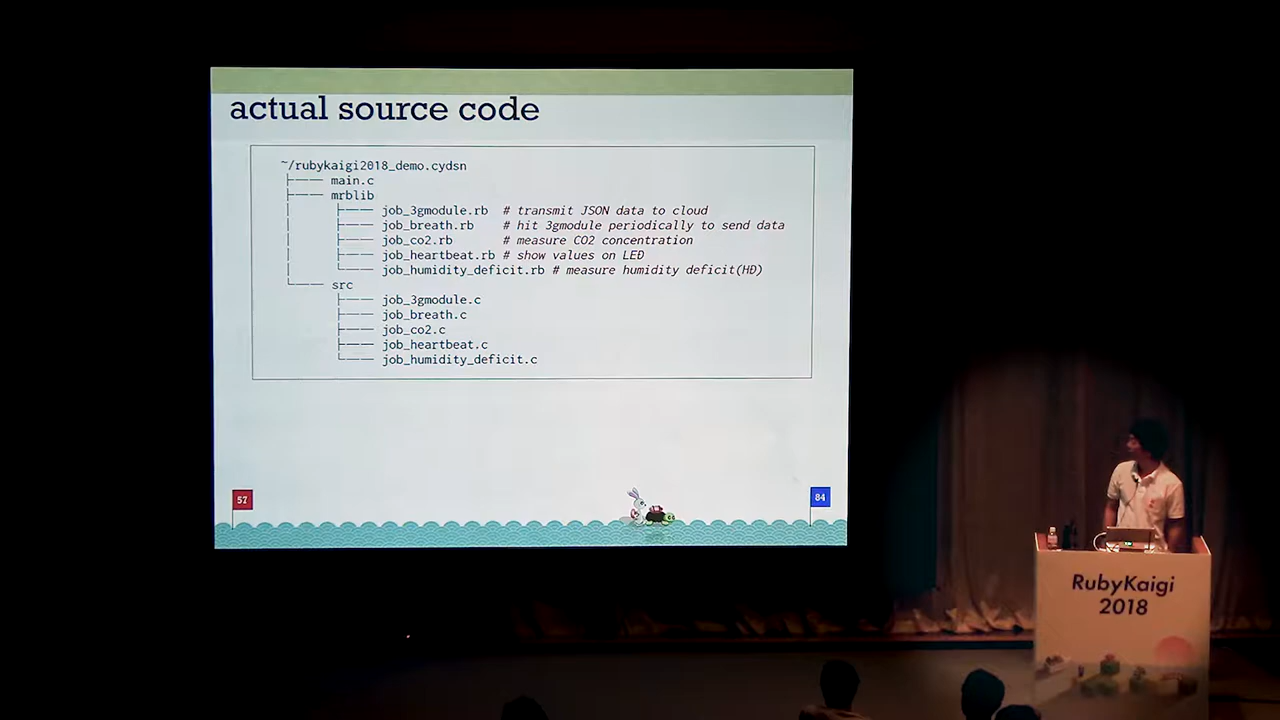 actual source code
~/rubykaigi2018_demo.cydsn
├── main.c
├── mrblib
│   ├── job_3gmodule.rb # transmit JSON data to cloud
│   ├── job_breath.rb # hit 3gmodule periodically to send data
│   ├── job_co2.rb # measure CO2 concentration
│   ├── job_heartbeat.rb # show values on LED
│   └── job_humidity_deficit.rb # measure humidity deficit(HD)
└── src
    ├── job_3gmodule.c
    ├── job_breath.c
    ├── job_co2.c
    ├── job_heartbeat.c
    └── job_humidity_deficit.c
57
84
RubyKaigi
2018